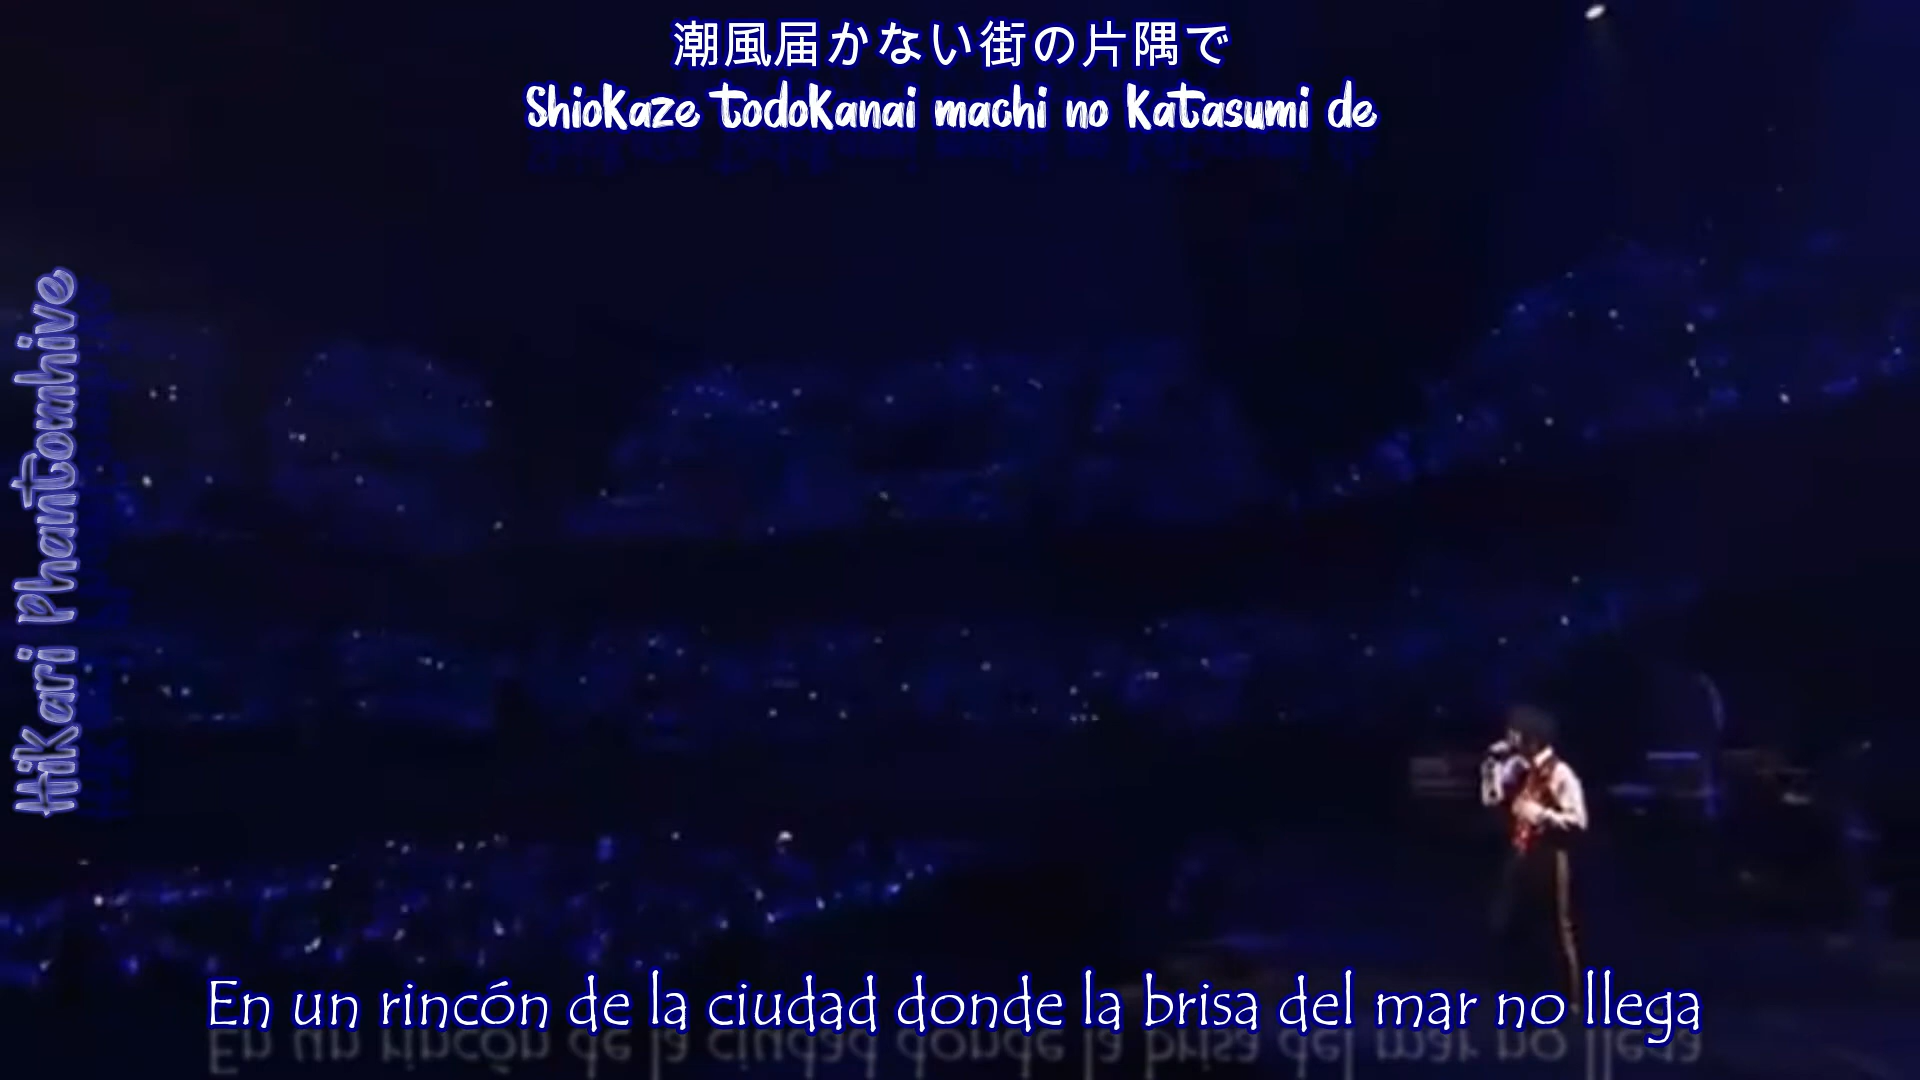 潮風届かない街の片隅で
Shiokaze todokanai machi no katasumi de
Hikari Phantomhive
En un rincón de la ciudad donde la brisa del mar no llega